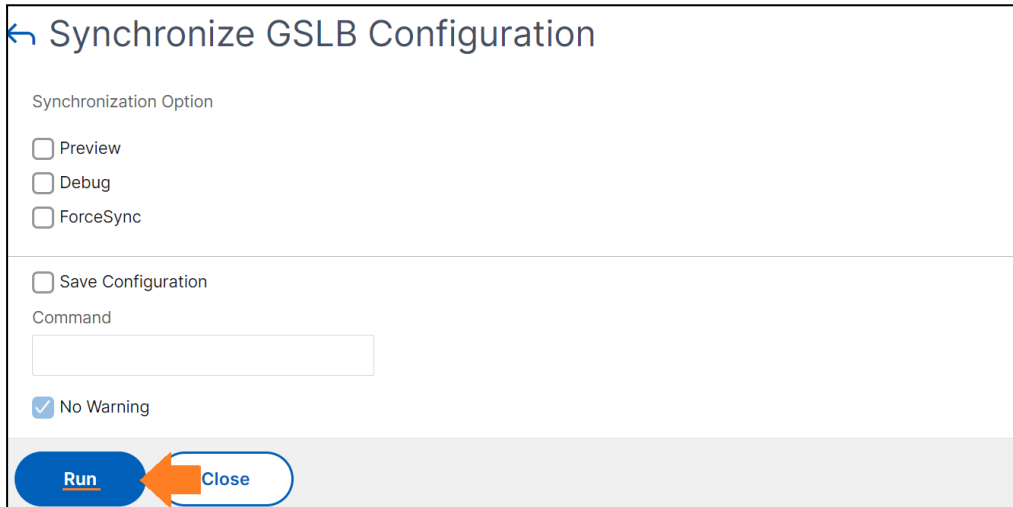 Synchronize GSLB Configuration
Synchronization Option
Preview
Debug
ForceSync
Save Configuration
Command
No Warning
Run Close